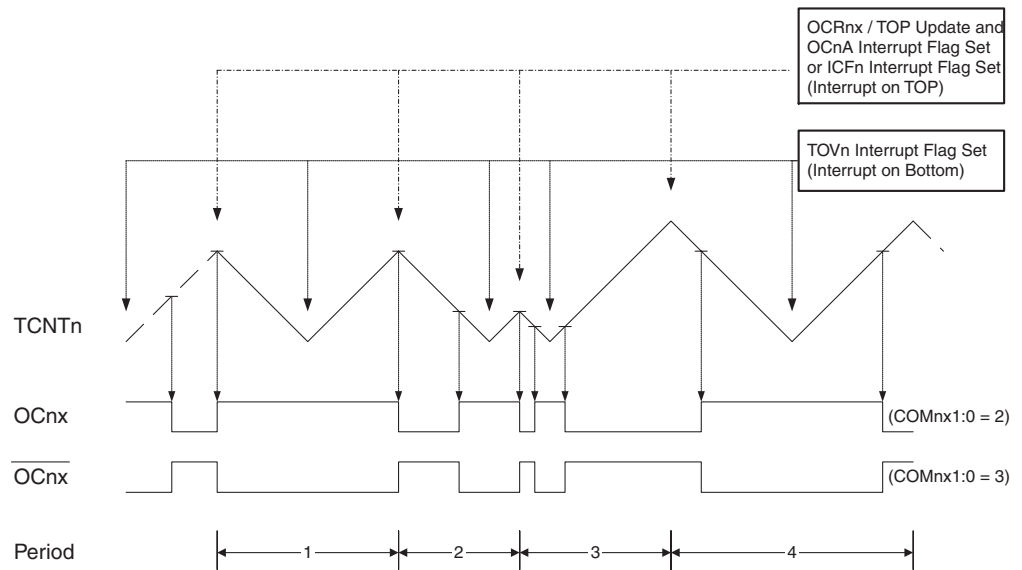 OCRnx / TOP Update and
OCnA Interrupt Flag Set
or ICFn Interrupt Flag Set
(Interrupt on TOP)
TOVn Interrupt Flag Set
(Interrupt on Bottom)
TCNTn
OCnx
(COMnx1:0 = 2)
OCnx
(COMnx1:0 = 3)
Period
1
2
3
4